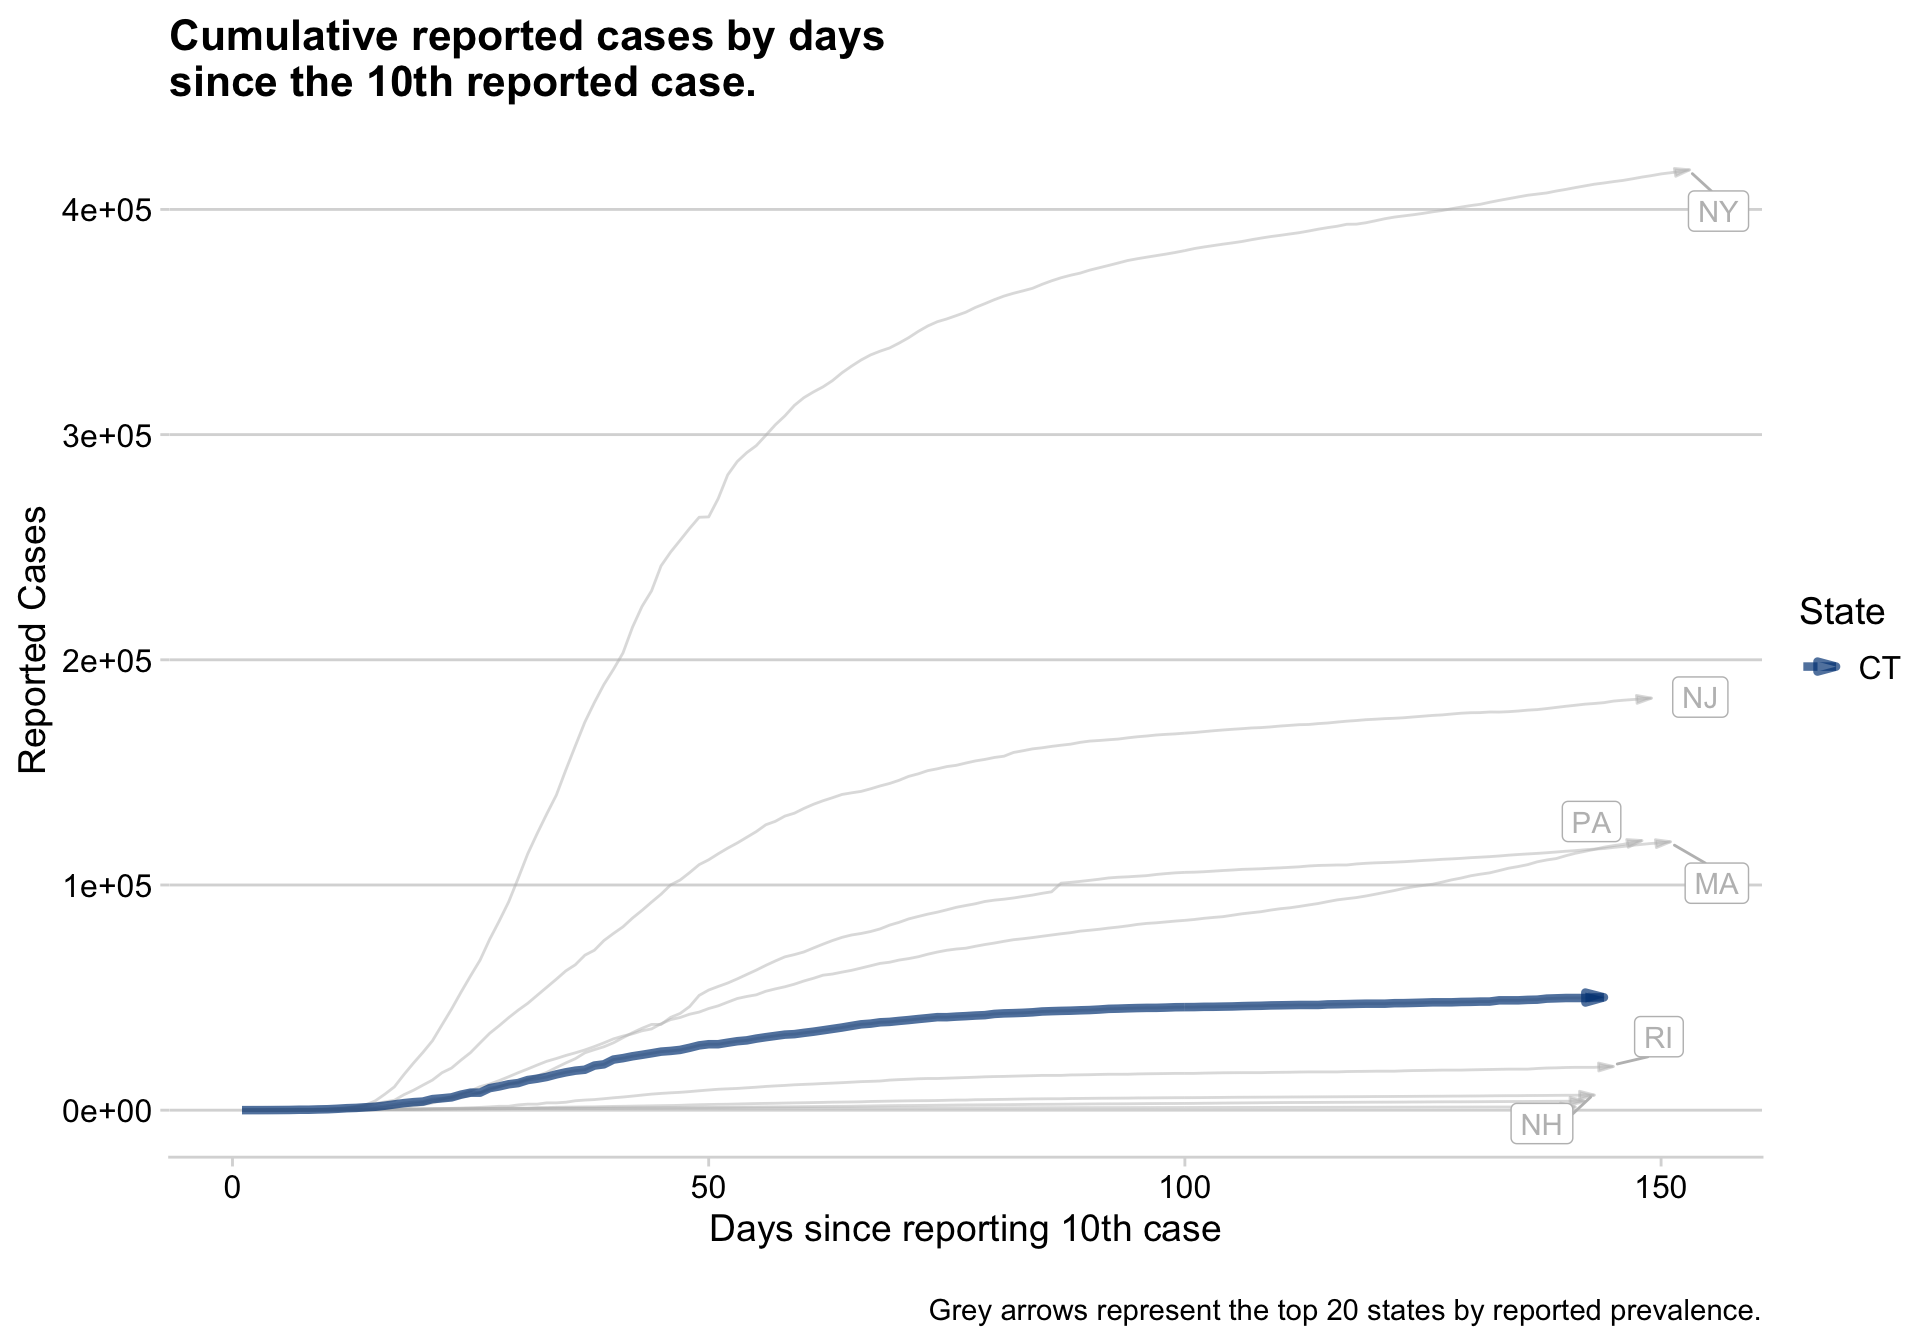 Cumulative reported cases by days
since the 10th reported case.
4e+05
3e+05
2e+05
1e+05
0e+00
Reported Cases
NY
NJ
PA
MA
RI
NH
State
CT
0
50
100
150
Days since reporting 10th case
Grey arrows represent the top 20 states by reported prevalence.